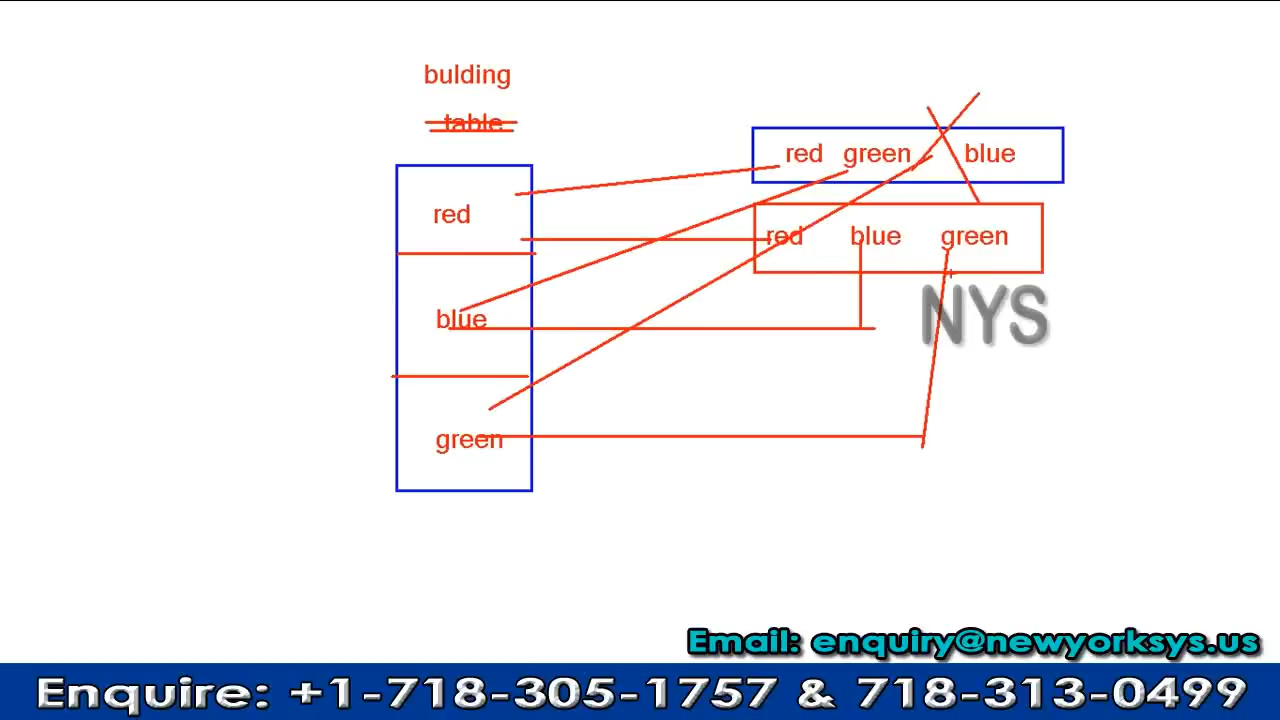 bulding
table
red
blue
green
red green blue
red blue green
NYS
Email: enquiry@newyorksys.us
Enquire: +1-718-305-1757 & 718-313-0499